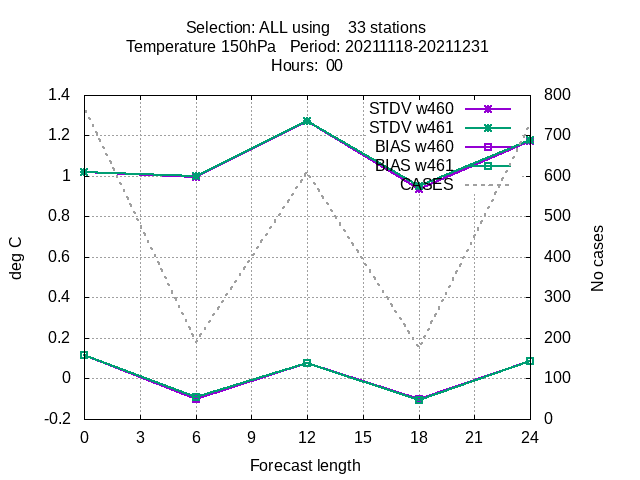 Selection: ALL using    33 stations
Temperature 150hPa   Period: 20211118-20211231
Hours:  00
1.4
1.2
1
0.8
0.6
0.4
0.2
0
-0.2
deg C
STDV w460
STDV w461
BIAS w460
BIAS w461
CASES
800
700
600
500
400
300
200
100
0
No cases
0 3 6 9 12 15 18 21 24
Forecast length